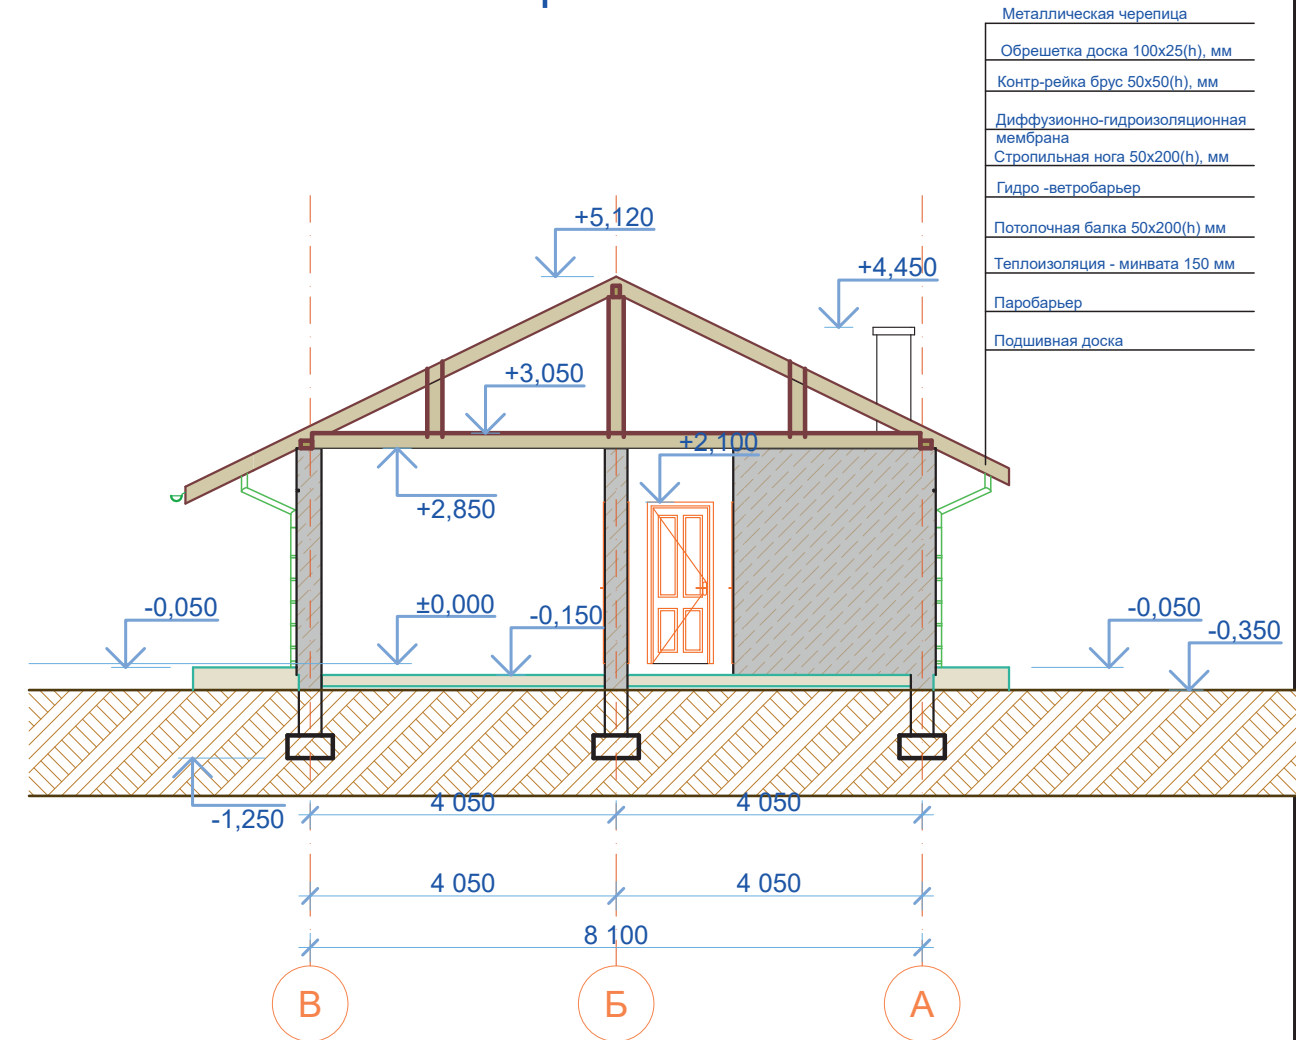 Металлическая черепица
Обрешетка доска 100х25(h), мм
Контр-рейка брус 50х50(h), мм
Диффузионно-гидроизоляционная
мембрана
Стропильная нога 50х200(h), мм
Гидро -ветробарьер
Потолочная балка 50х200(h) мм
Теплоизоляция - минвата 150 мм
Паробарьер
Подшивная доска
+5,120
+4,450
+3,050
+2,100
+2,850
-0,050
±0,000
-0,150
-0,050
-0,350
-1,250
4 050
4 050
4 050
4 050
8 100
В
Б
А